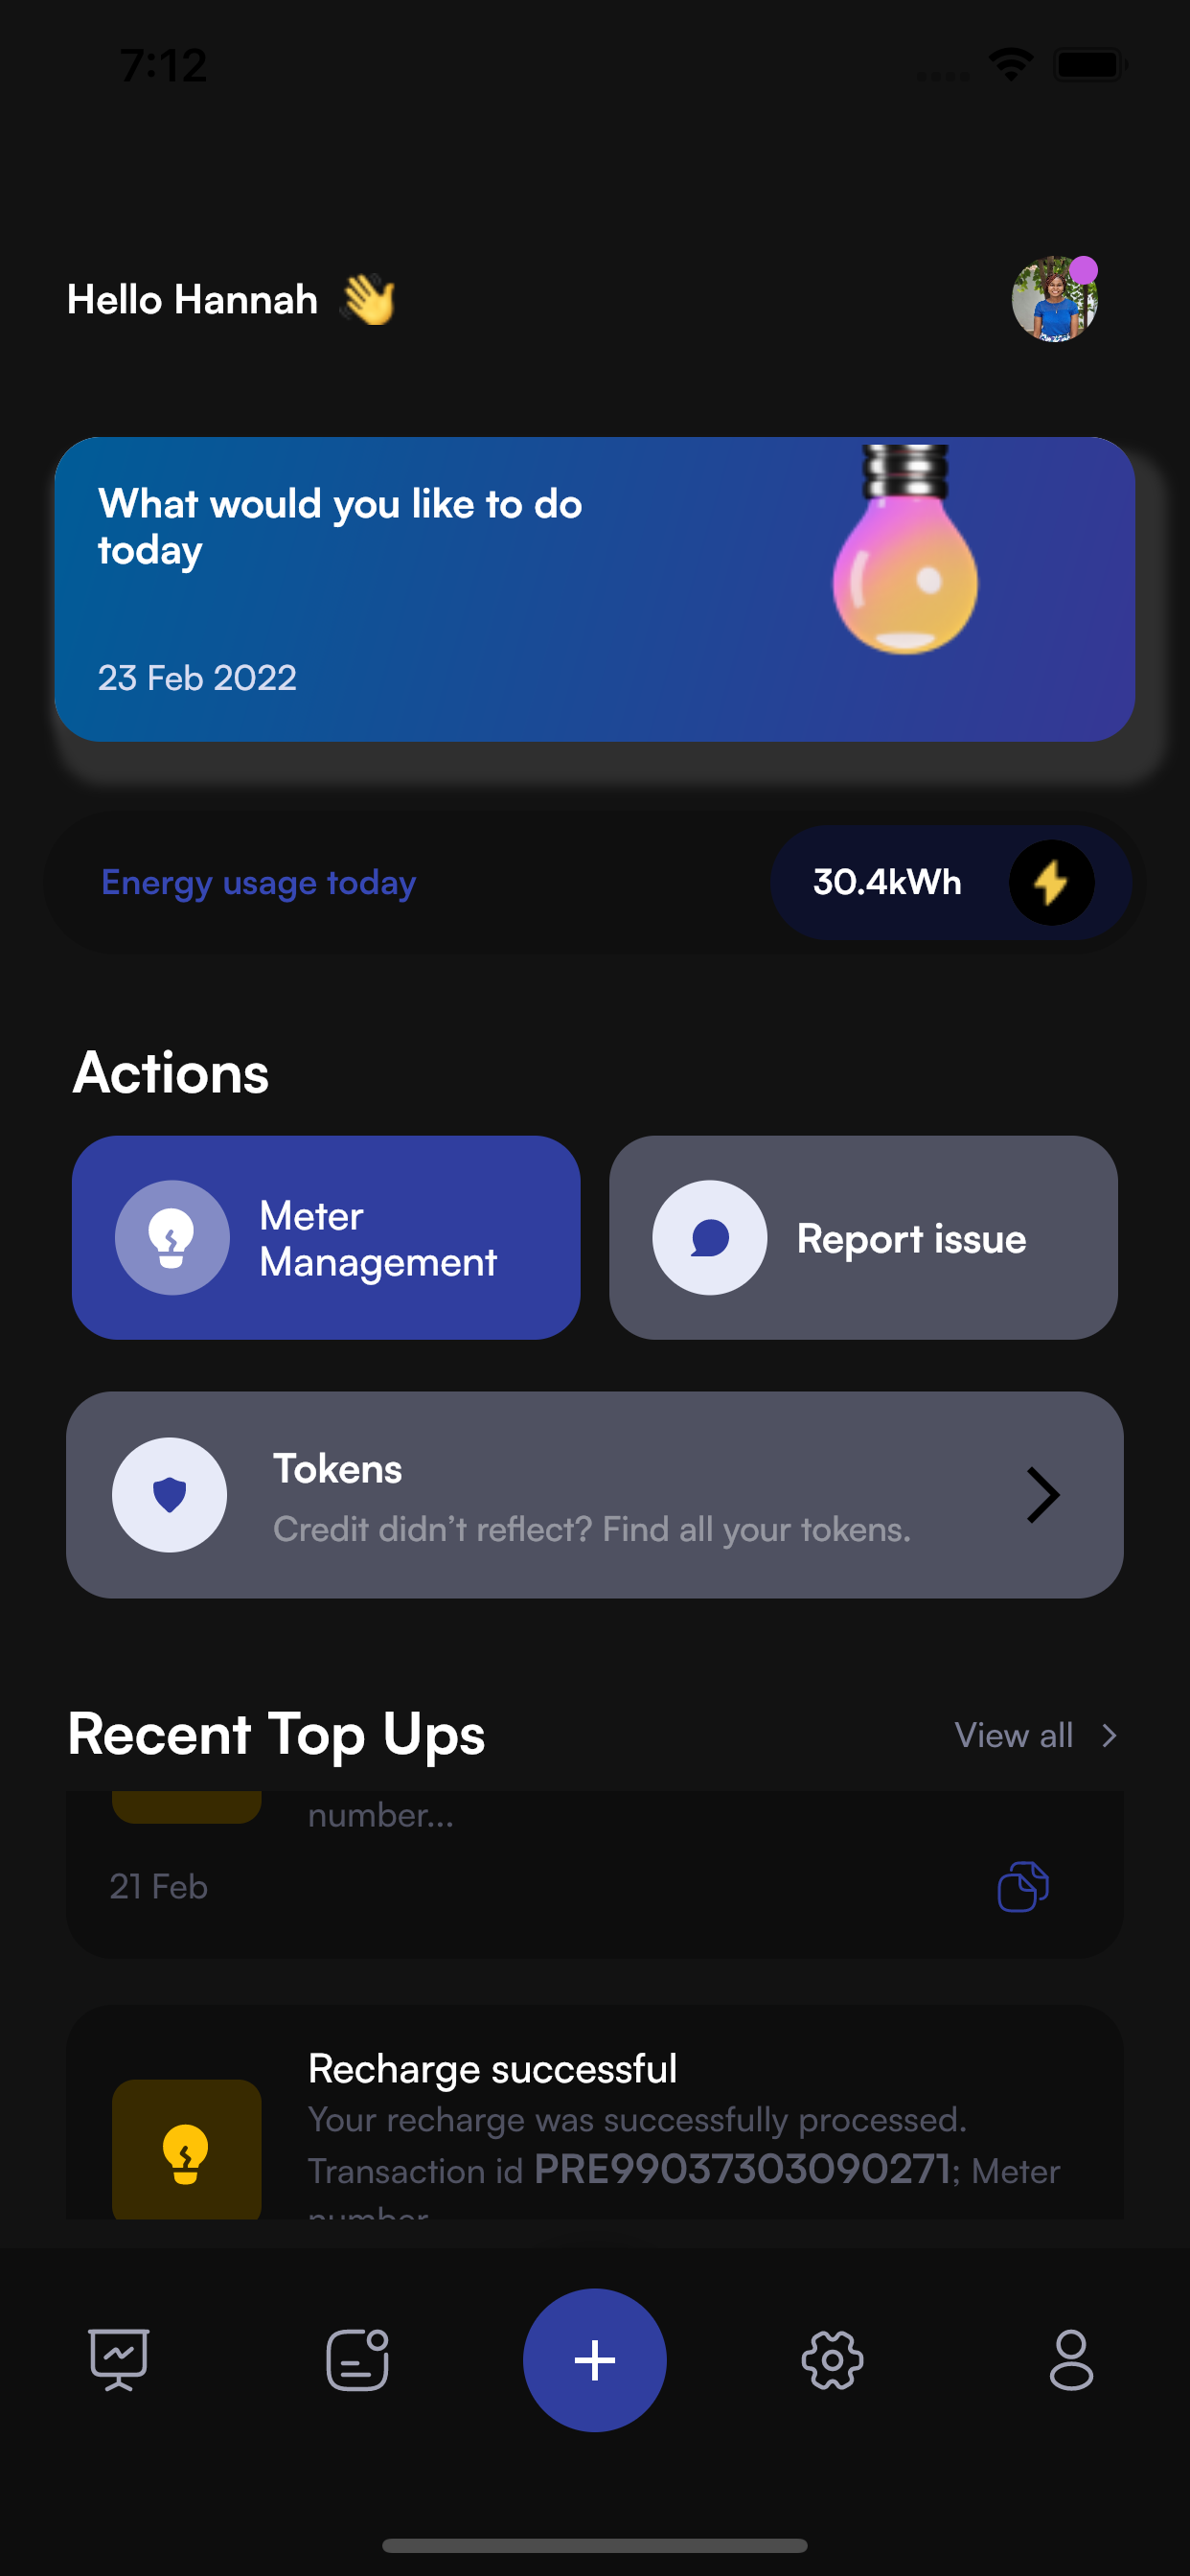 7:12
Hello Hannah 👋
What would you like to do
today
23 Feb 2022
Energy usage today
30.4kWh
Actions
Meter
Management
Report issue
Tokens
Credit didn’t reflect? Find all your tokens.
Recent Top Ups
View all
number...
21 Feb
Recharge successful
Your recharge was successfully processed.
Transaction id PRE99037303090271; Meter
number